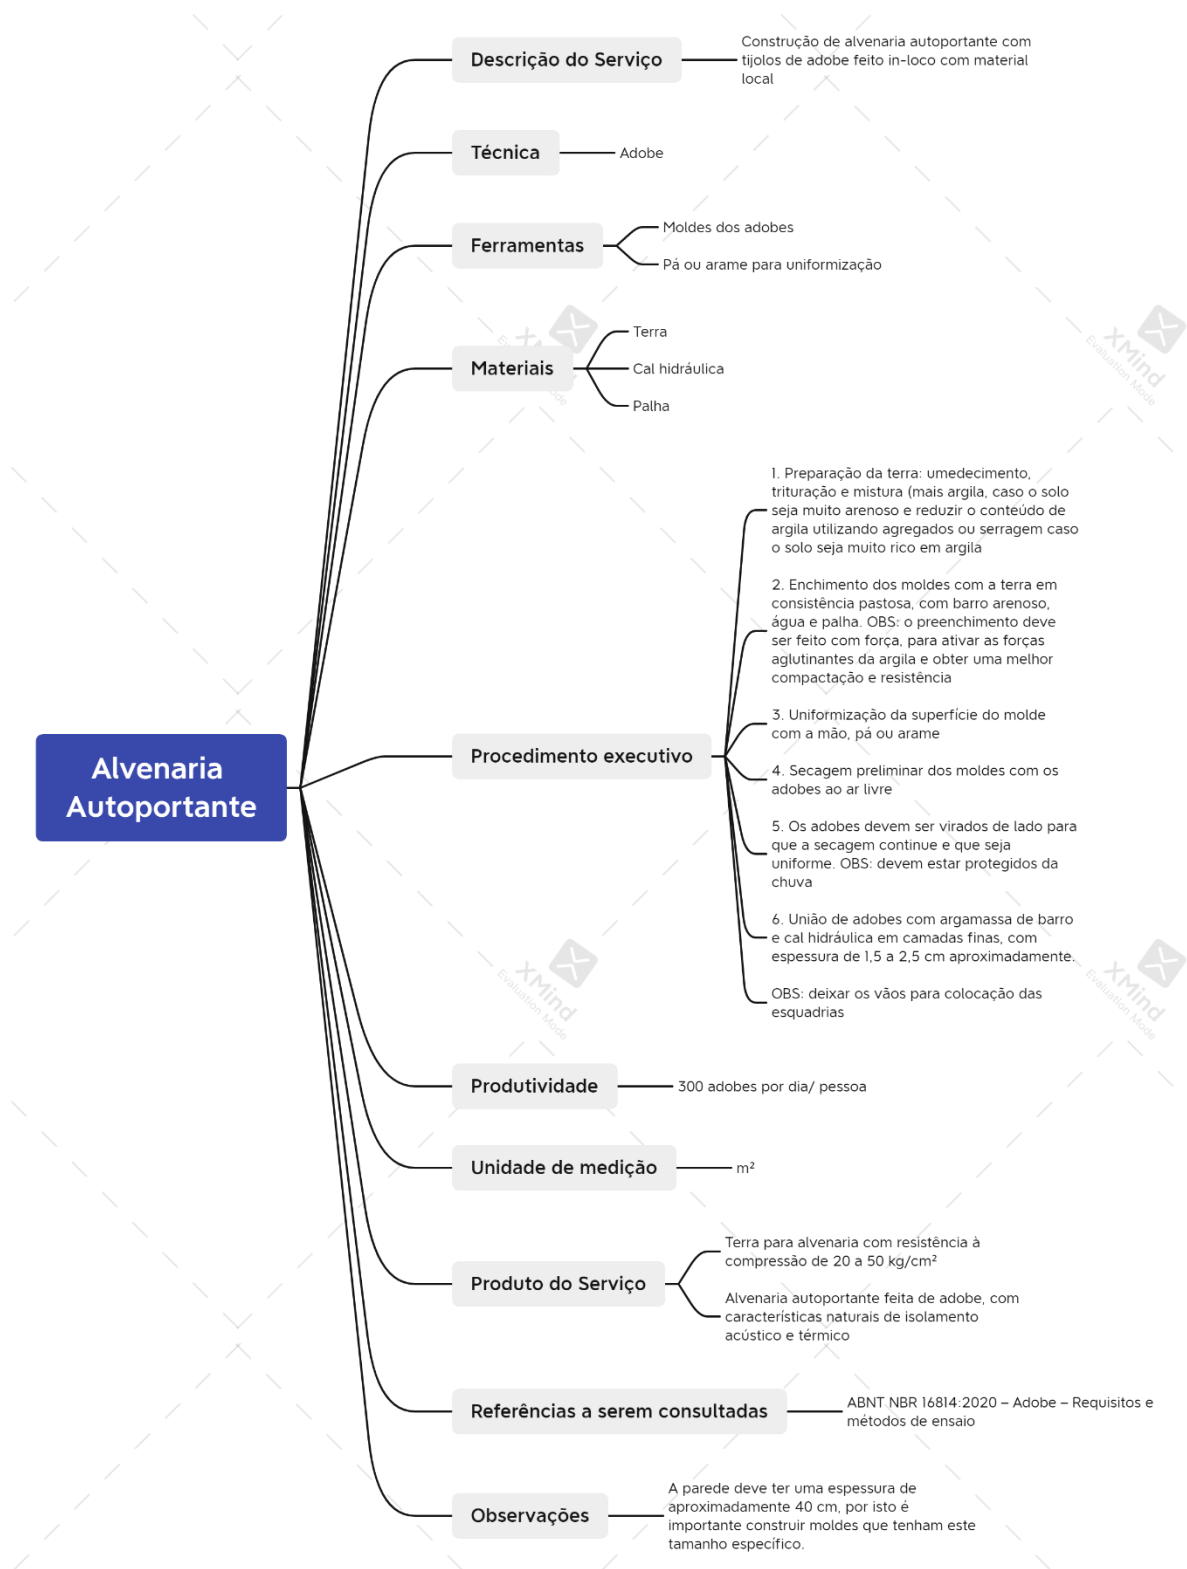 Alvenaria
Autoportante
Descrição do Serviço
Construção de alvenaria autoportante com
tijolos de adobe feito in-loco com material
local
Técnica
Adobe
Ferramentas
Moldes dos adobes
Pá ou arame para uniformização
Materiais
Terra
Cal hidráulica
Palha
Procedimento executivo
1. Preparação da terra: umedecimento,
trituração e mistura (mais argila, caso o solo
seja muito arenoso e reduzir o conteúdo de
argila utilizando agregados ou serragem caso
o solo seja muito rico em argila
2. Enchimento dos moldes com a terra em
consistência pastosa, com barro arenoso,
água e palha. OBS: o preenchimento deve
ser feito com força, para ativar as forças
aglutinantes da argila e obter uma melhor
compactação e resistência
3. Uniformização da superfície do molde
com a mão, pá ou arame
4. Secagem preliminar dos moldes com os
adobes ao ar livre
5. Os adobes devem ser virados de lado para
que a secagem continue e que seja
uniforme. OBS: devem estar protegidos da
chuva
6. União de adobes com argamassa de barro
e cal hidráulica em camadas finas, com
espessura de 1,5 a 2,5 cm aproximadamente.
OBS: deixar os vãos para colocação das
esquadrias
Produtividade
300 adobes por dia/ pessoa
Unidade de medição
m²
Produto do Serviço
Terra para alvenaria com resistência à
compressão de 20 a 50 kg/cm²
Alvenaria autoportante feita de adobe, com
características naturais de isolamento
acústico e térmico
Referências a serem consultadas
ABNT NBR 16814:2020 – Adobe – Requisitos e
métodos de ensaio
Observações
A parede deve ter uma espessura de
aproximadamente 40 cm, por isto é
importante construir moldes que tenham este
tamanho específico.
XMind
Evaluation Mode
XMind
Evaluation Mode
XMind
Evaluation Mode